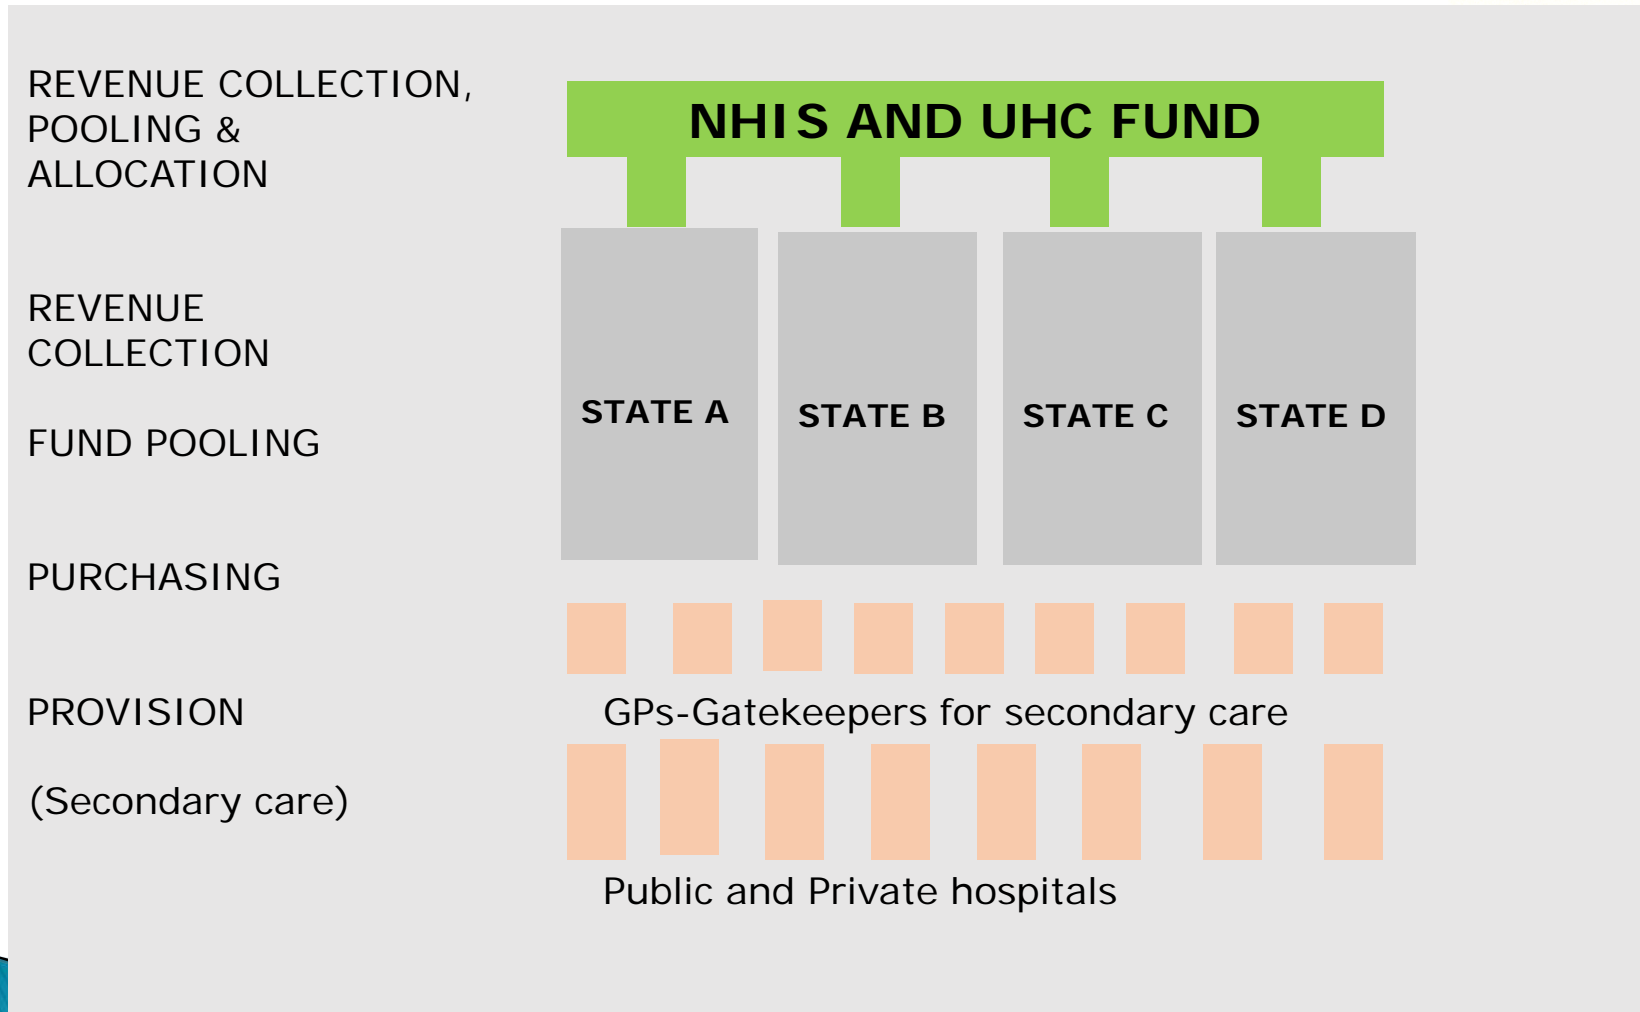 REVENUE COLLECTION,
POOLING &
ALLOCATION
NHIS AND UHC FUND
REVENUE
COLLECTION
FUND POOLING
STATE A
STATE B
STATE C
STATE D
PURCHASING
PROVISION
GPs-Gatekeepers for secondary care
(Secondary care)
Public and Private hospitals